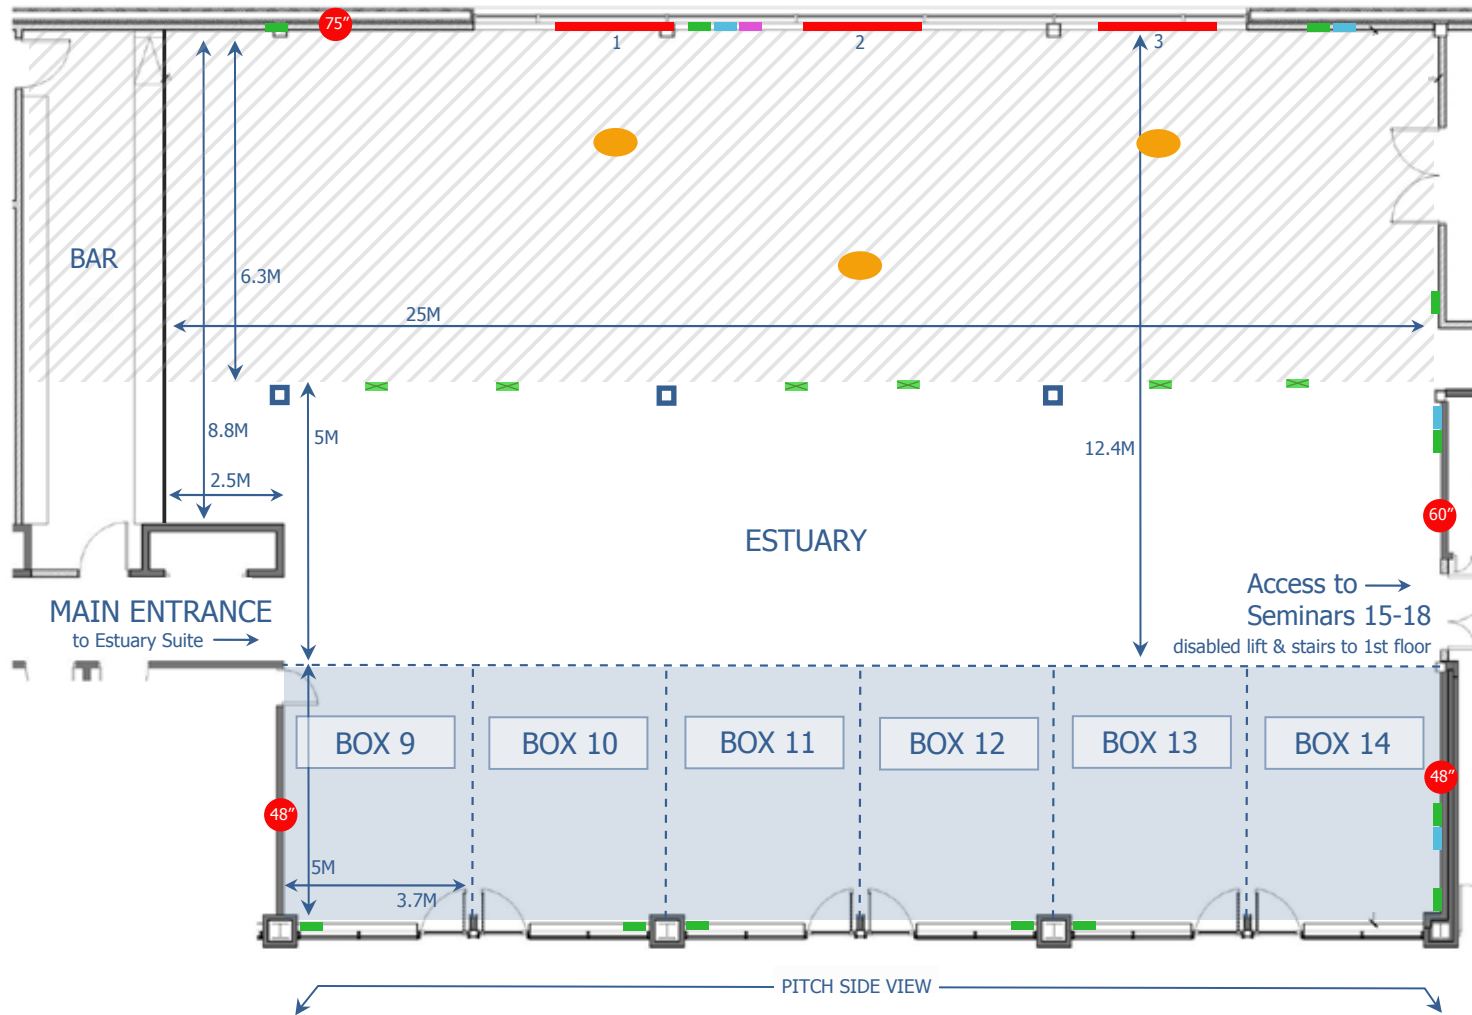 75”
1
2
3
BAR
6.3M
25M
8.8M
5M
12.4M
2.5M
60”
ESTUARY
MAIN ENTRANCE
to Estuary Suite
Access to
Seminars 15-18
disabled lift & stairs to 1st floor
BOX 9
BOX 10
BOX 11
BOX 12
BOX 13
BOX 14
48”
48”
5M
3.7M
PITCH SIDE VIEW